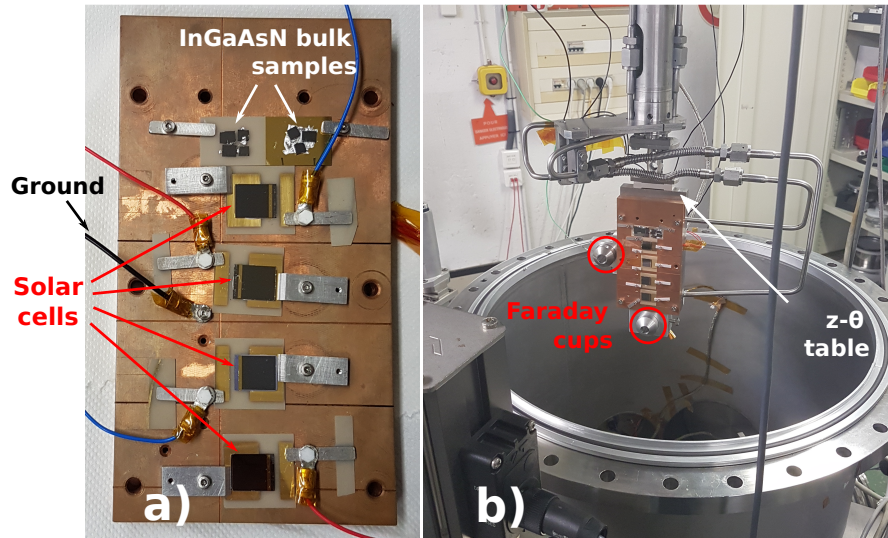 InGaAsN bulk
samples
Ground
Solar
cells
a)
Faraday
cups
z-θ
table
b)